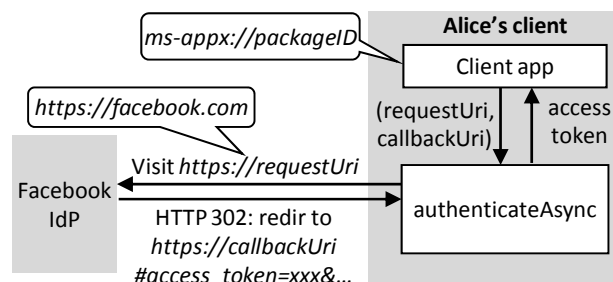 Alice's client
ms-appx://packageID
Client app
https://facebook.com
(requestUri,
callbackUri)
access
token
Visit https://requestUri
Facebook
IdP
authenticateAsync
HTTP 302: redir to
https://callbackUri
#access_token=xxx&…